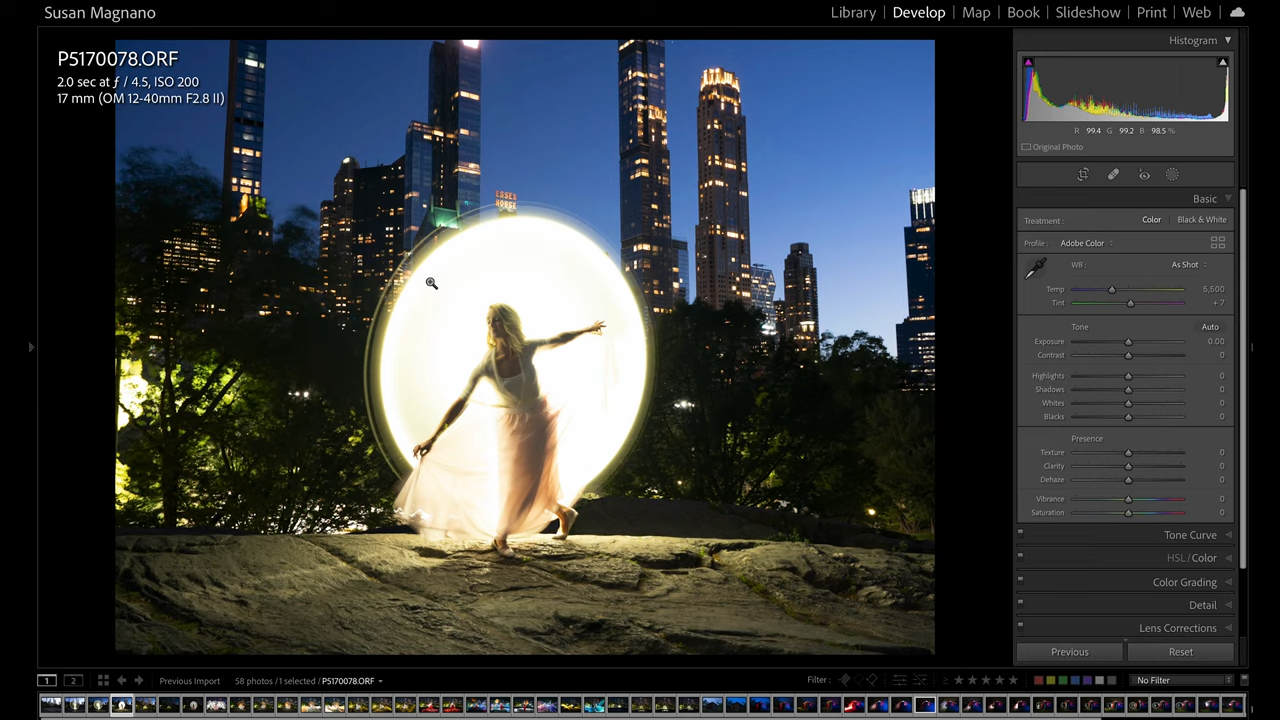 Susan Magnano
Library | Develop | Map | Book | Slideshow | Print | Web
P5170078.ORF
2.0 sec at ƒ / 4.5, ISO 200
17 mm (OM 12-40mm F2.8 II)
ESSEX
HOUSE
Histogram
R 99.4 G 99.2 B 98.5 %
Original Photo
Basic
Treatment : Color Black & White
Profile : Adobe Color
WB : As Shot
Temp 5,500
Tint + 7
Tone Auto
Exposure 0.00
Contrast 0
Highlights 0
Shadows 0
Whites 0
Blacks 0
Presence
Texture 0
Clarity 0
Dehaze 0
Vibrance 0
Saturation 0
Tone Curve
HSL / Color
Color Grading
Detail
Lens Corrections
Previous Reset
1 2 Previous Import 58 photos / 1 selected / P5170078.ORF Filter : ≥ ★★★★★ No Filter